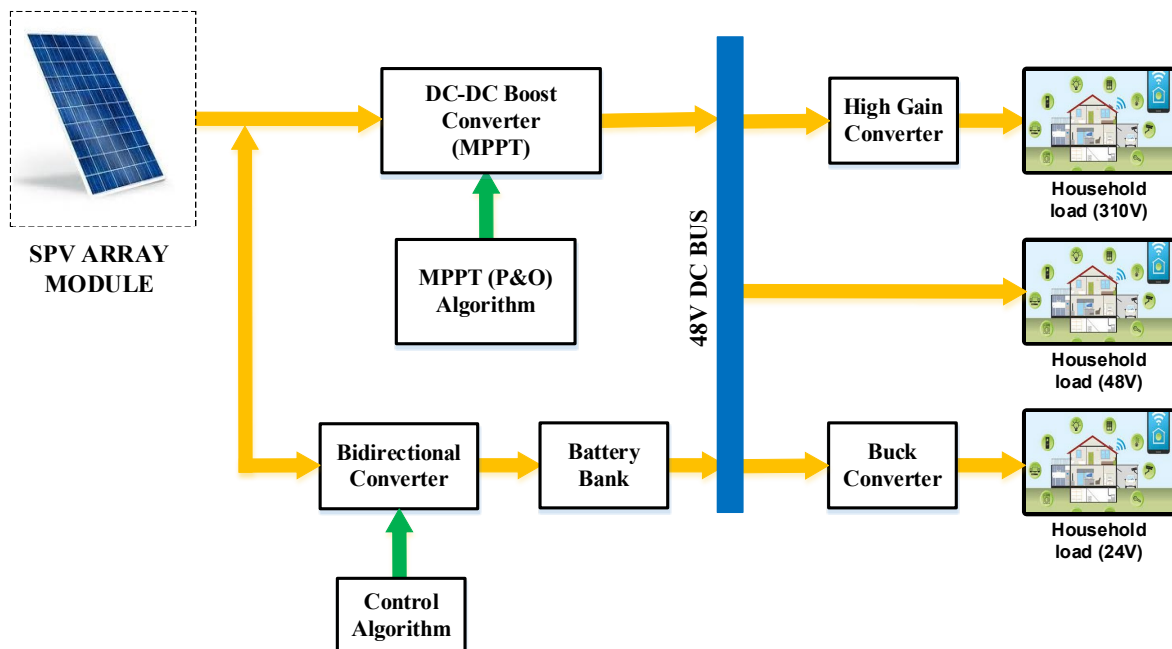 DC-DC Boost
Converter
(MPPT)
High Gain
Converter
Household
load (310V)
SPV ARRAY
MODULE
MPPT (P&O)
Algorithm
48V DC BUS
Household
load (48V)
Bidirectional
Converter
Battery
Bank
Buck
Converter
Household
load (24V)
Control
Algorithm